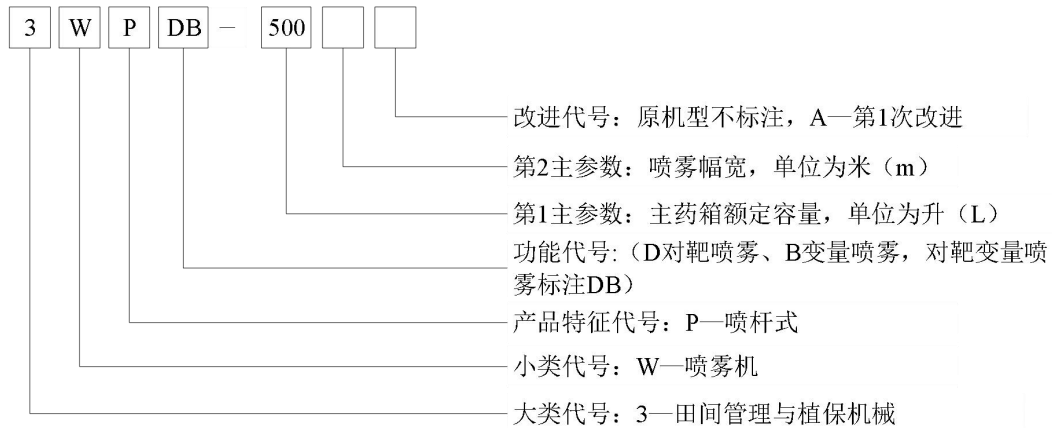 3 W P DB － 500
改进代号：原机型不标注，A—第1次改进
第2主参数：喷雾幅宽，单位为米（m）
第1主参数：主药箱额定容量，单位为升（L）
功能代号:（D对靶喷雾、B变量喷雾，对靶变量喷
雾标注DB）
产品特征代号：P—喷杆式
小类代号：W—喷雾机
大类代号：3—田间管理与植保机械